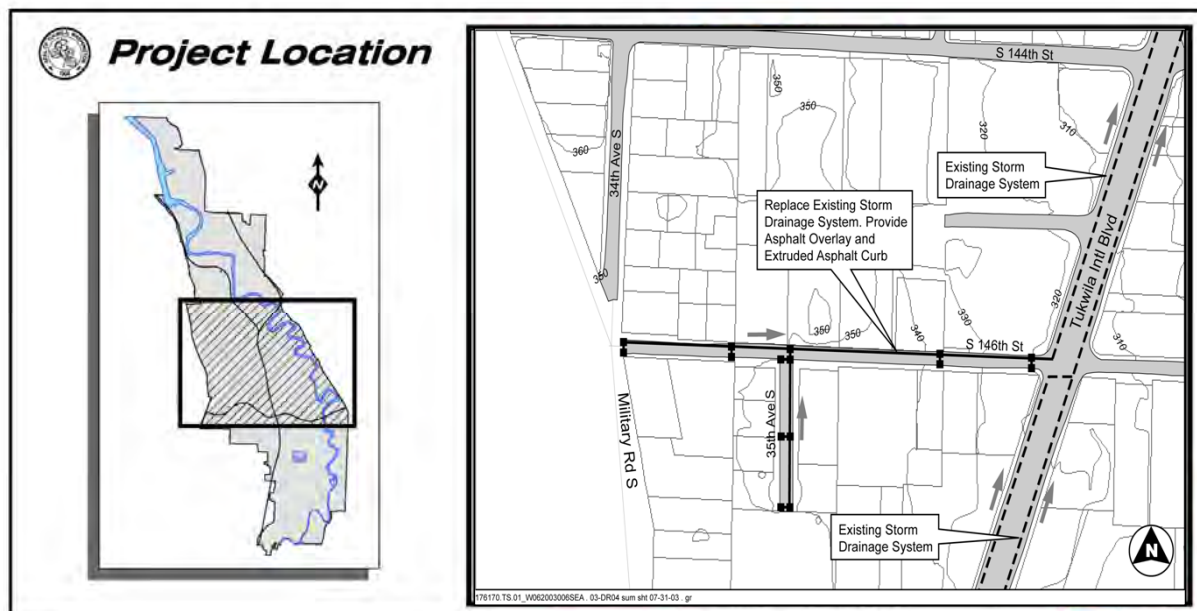 Project Location
N
S 144th St
34th Ave S
350
350
360
320
310
Existing Storm
Drainage System
Replace Existing Storm
Drainage System. Provide
Asphalt Overlay and
Extruded Asphalt Curb
Tukwila Intl Blvd
350
320
350
350
340
330
310
S 146th St
35th Ave S
Military Rd S
Existing Storm
Drainage System
N
176170.TS.01_W062003006SEA . 03-DR04 sum sht 07-31-03 . gr